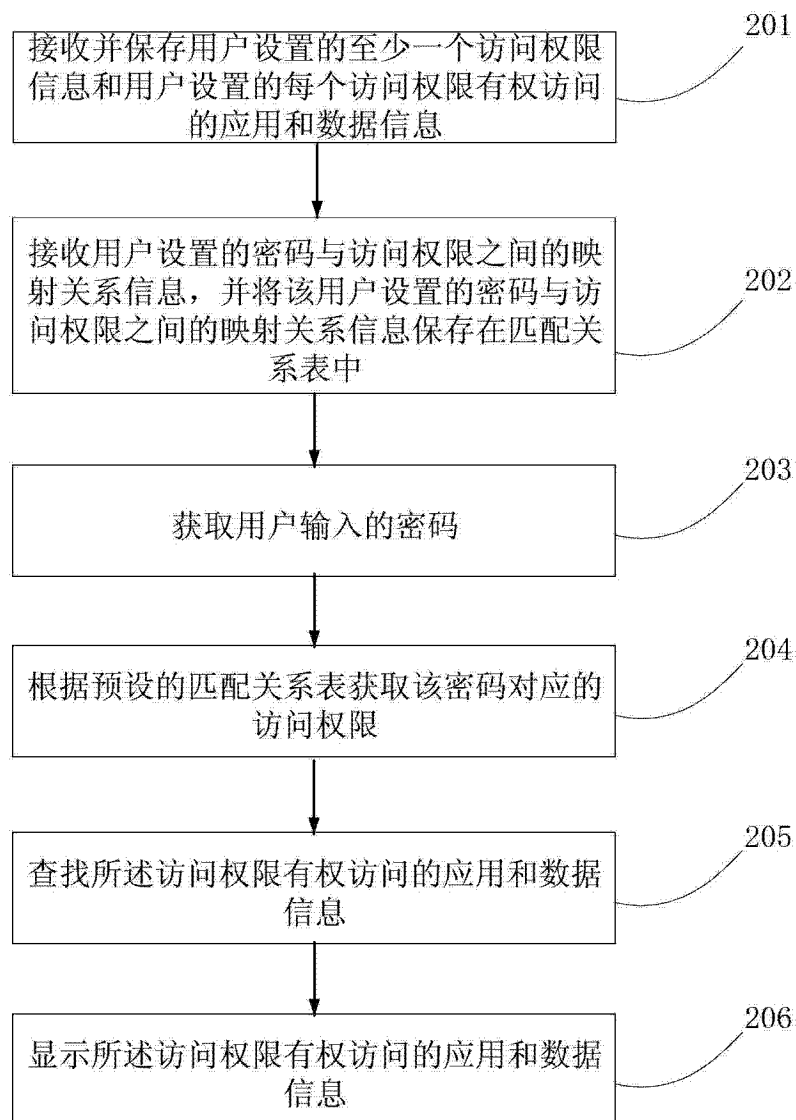 201
接收并保存用户设置的至少一个访问权限
信息和用户设置的每个访问权限有权访问
的应用和数据信息
接收用户设置的密码与访问权限之间的映
射关系信息，并将该用户设置的密码与访
问权限之间的映射关系信息保存在匹配关
系表中
202
203
获取用户输入的密码
204
根据预设的匹配关系表获取该密码对应的
访问权限
205
查找所述访问权限有权访问的应用和数据
信息
206
显示所述访问权限有权访问的应用和数据
信息